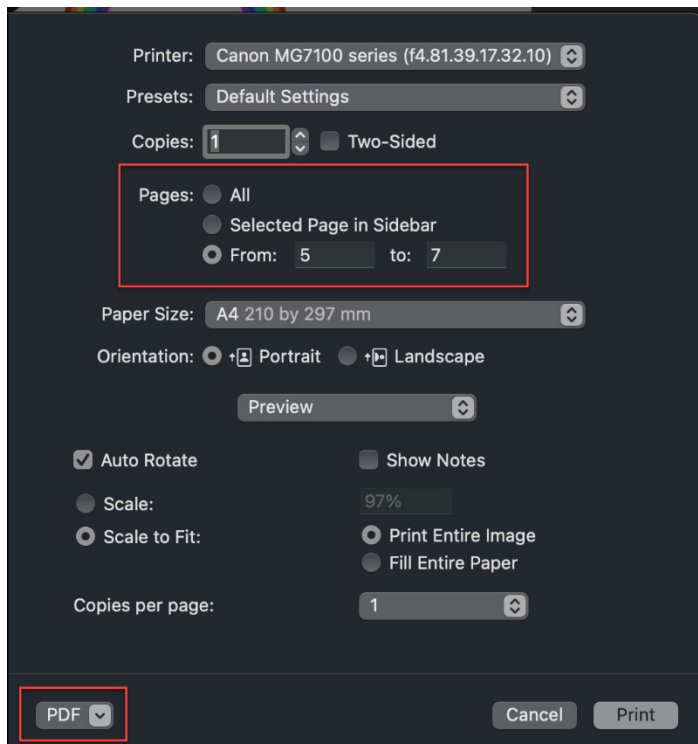 Printer: Canon MG7100 series (f4.81.39.17.32.10)
Presets: Default Settings
Copies: 1 Two-Sided
Pages: All
Selected Page in Sidebar
From: 5 to: 7
Paper Size: A4 210 by 297 mm
Orientation: Portrait Landscape
Preview
Auto Rotate Show Notes
Scale: 97%
Scale to Fit: Print Entire Image
Fill Entire Paper
Copies per page: 1
PDF Cancel Print